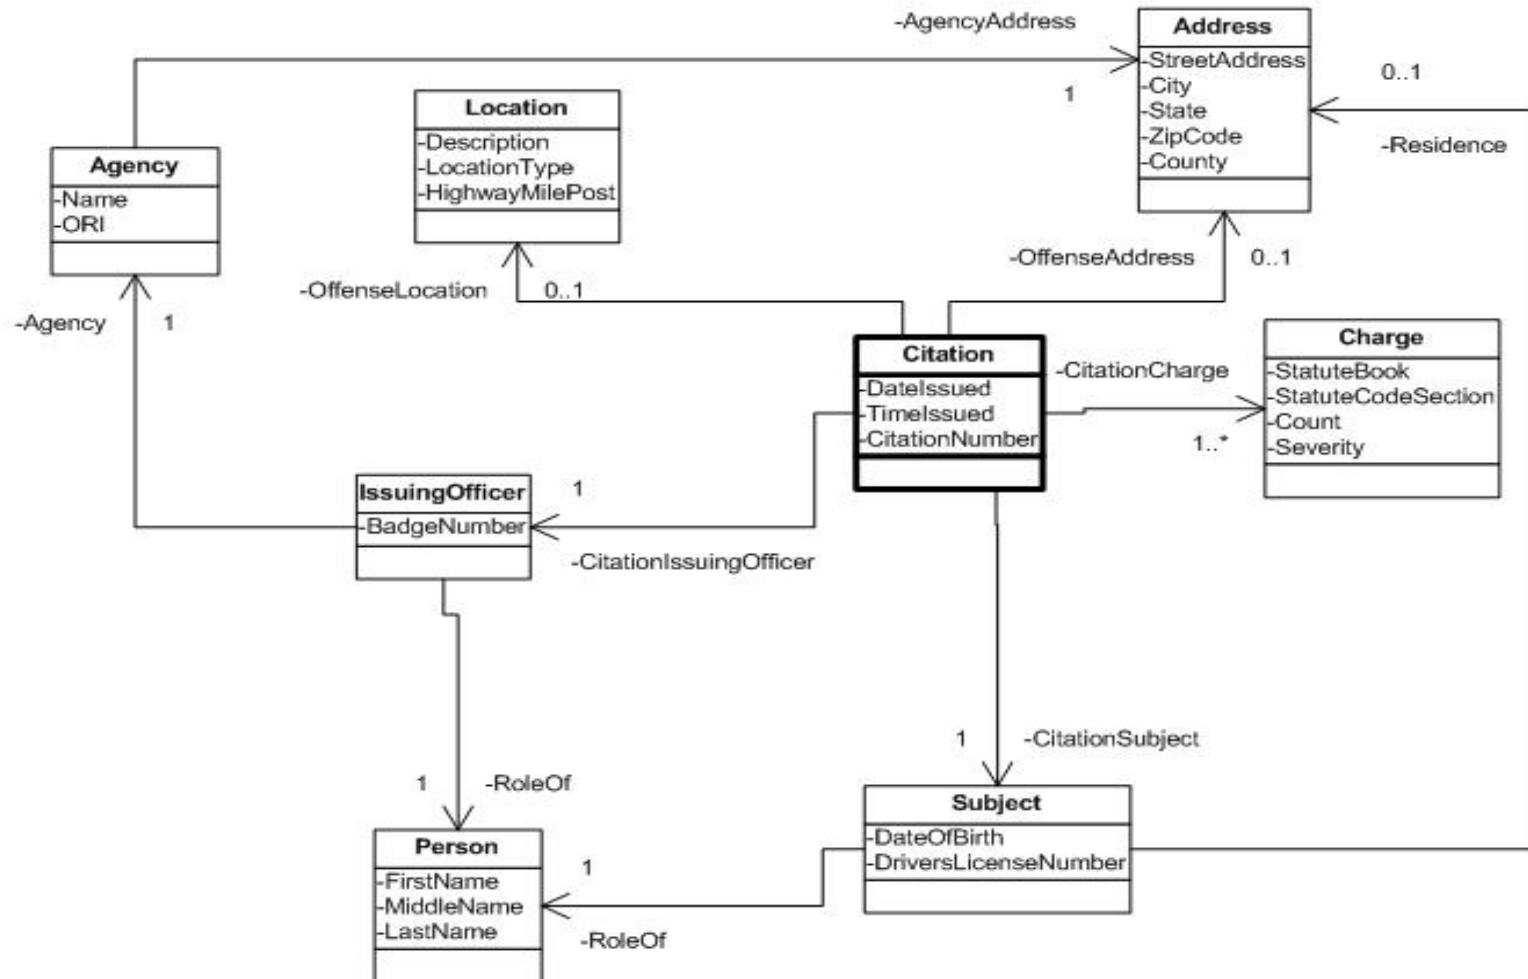 -AgencyAddress
1
Address
-StreetAddress
-City
-State
-ZipCode
-County
0..1
-Residence
Location
-Description
-LocationType
-HighwayMilePost
Agency
-Name
-ORI
-OffenseLocation
0..1
-OffenseAddress
0..1
-Agency
1
Citation
-DateIssued
-TimeIssued
-CitationNumber
-CitationCharge
1..*
Charge
-StatuteBook
-StatuteCodeSection
-Count
-Severity
IssuingOfficer
-BadgeNumber
1
-CitationIssuingOfficer
1
-CitationSubject
1
-RoleOf
Subject
-DateOfBirth
-DriversLicenseNumber
Person
-FirstName
-MiddleName
-LastName
1
-RoleOf